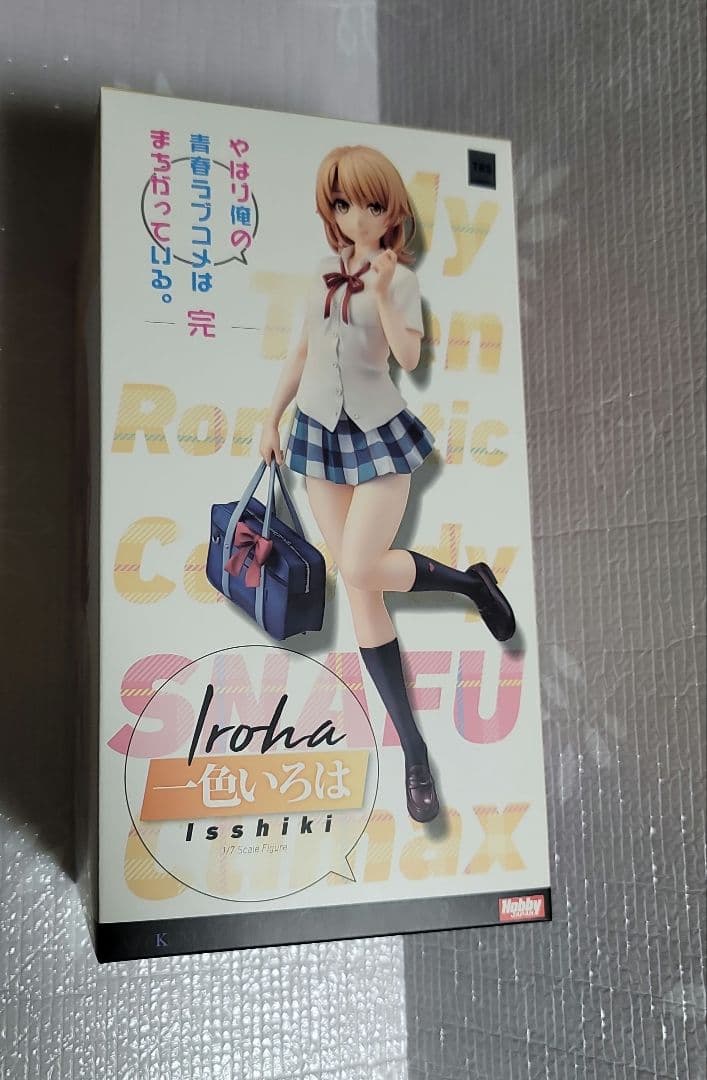 やはり俺の
青春ラブコメは
まちがっている。
完
My
Teen
Romantic
Comedy
SNAFU
Climax
Iroha
一色いろは
Isshiki
1/7 Scale Figure
Hobby
JAPAN
K